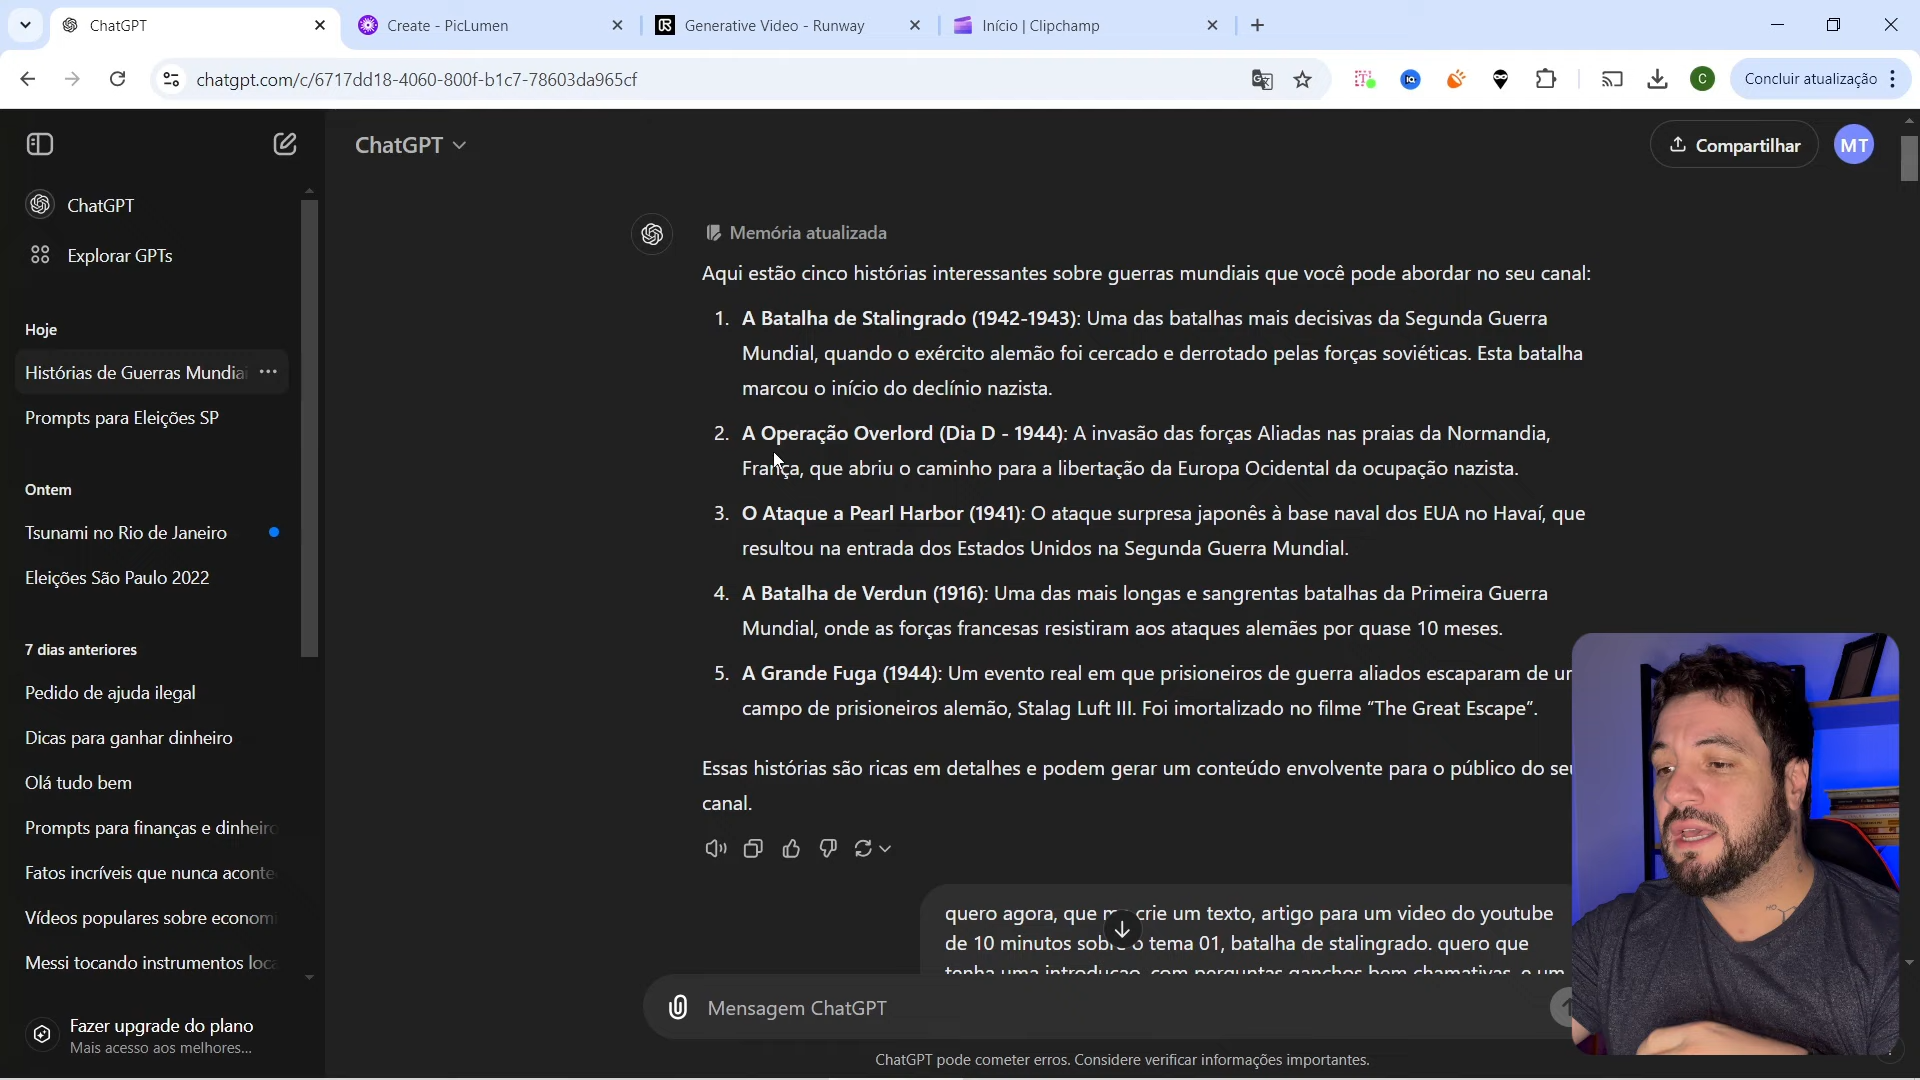 ChatGPT
Create - PicLumen
Generative Video - Runway
Início | Clipchamp
chatgpt.com/c/6717dd18-4060-800f-b1c7-78603da965cf
C
Concluir atualização
ChatGPT
Explorar GPTs
Hoje
Histórias de Guerras Mundiai
Prompts para Eleições SP
Ontem
Tsunami no Rio de Janeiro
Eleições São Paulo 2022
7 dias anteriores
Pedido de ajuda ilegal
Dicas para ganhar dinheiro
Olá tudo bem
Prompts para finanças e dinheiro
Fatos incríveis que nunca aconte
Vídeos populares sobre economi
Messi tocando instrumentos loca
Fazer upgrade do plano
Mais acesso aos melhores...
ChatGPT
Compartilhar
MT
Memória atualizada
Aqui estão cinco histórias interessantes sobre guerras mundiais que você pode abordar no seu canal:
1. A Batalha de Stalingrado (1942-1943): Uma das batalhas mais decisivas da Segunda Guerra
Mundial, quando o exército alemão foi cercado e derrotado pelas forças soviéticas. Esta batalha
marcou o início do declínio nazista.
2. A Operação Overlord (Dia D - 1944): A invasão das forças Aliadas nas praias da Normandia,
França, que abriu o caminho para a libertação da Europa Ocidental da ocupação nazista.
3. O Ataque a Pearl Harbor (1941): O ataque surpresa japonês à base naval dos EUA no Havaí, que
resultou na entrada dos Estados Unidos na Segunda Guerra Mundial.
4. A Batalha de Verdun (1916): Uma das mais longas e sangrentas batalhas da Primeira Guerra
Mundial, onde as forças francesas resistiram aos ataques alemães por quase 10 meses.
5. A Grande Fuga (1944): Um evento real em que prisioneiros de guerra aliados escaparam de
campo de prisioneiros alemão, Stalag Luft III. Foi imortalizado no filme “The Great Escape”.
Essas histórias são ricas em detalhes e podem gerar um conteúdo envolvente para o público do
canal.
quero agora, que crie um texto, artigo para um video do youtube
de 10 minutos tema 01, batalha de stalingrado. quero que
tenha uma introducao, com perguntas ganchos bem chamativas, e um
Mensagem ChatGPT
ChatGPT pode cometer erros. Considere verificar informações importantes.